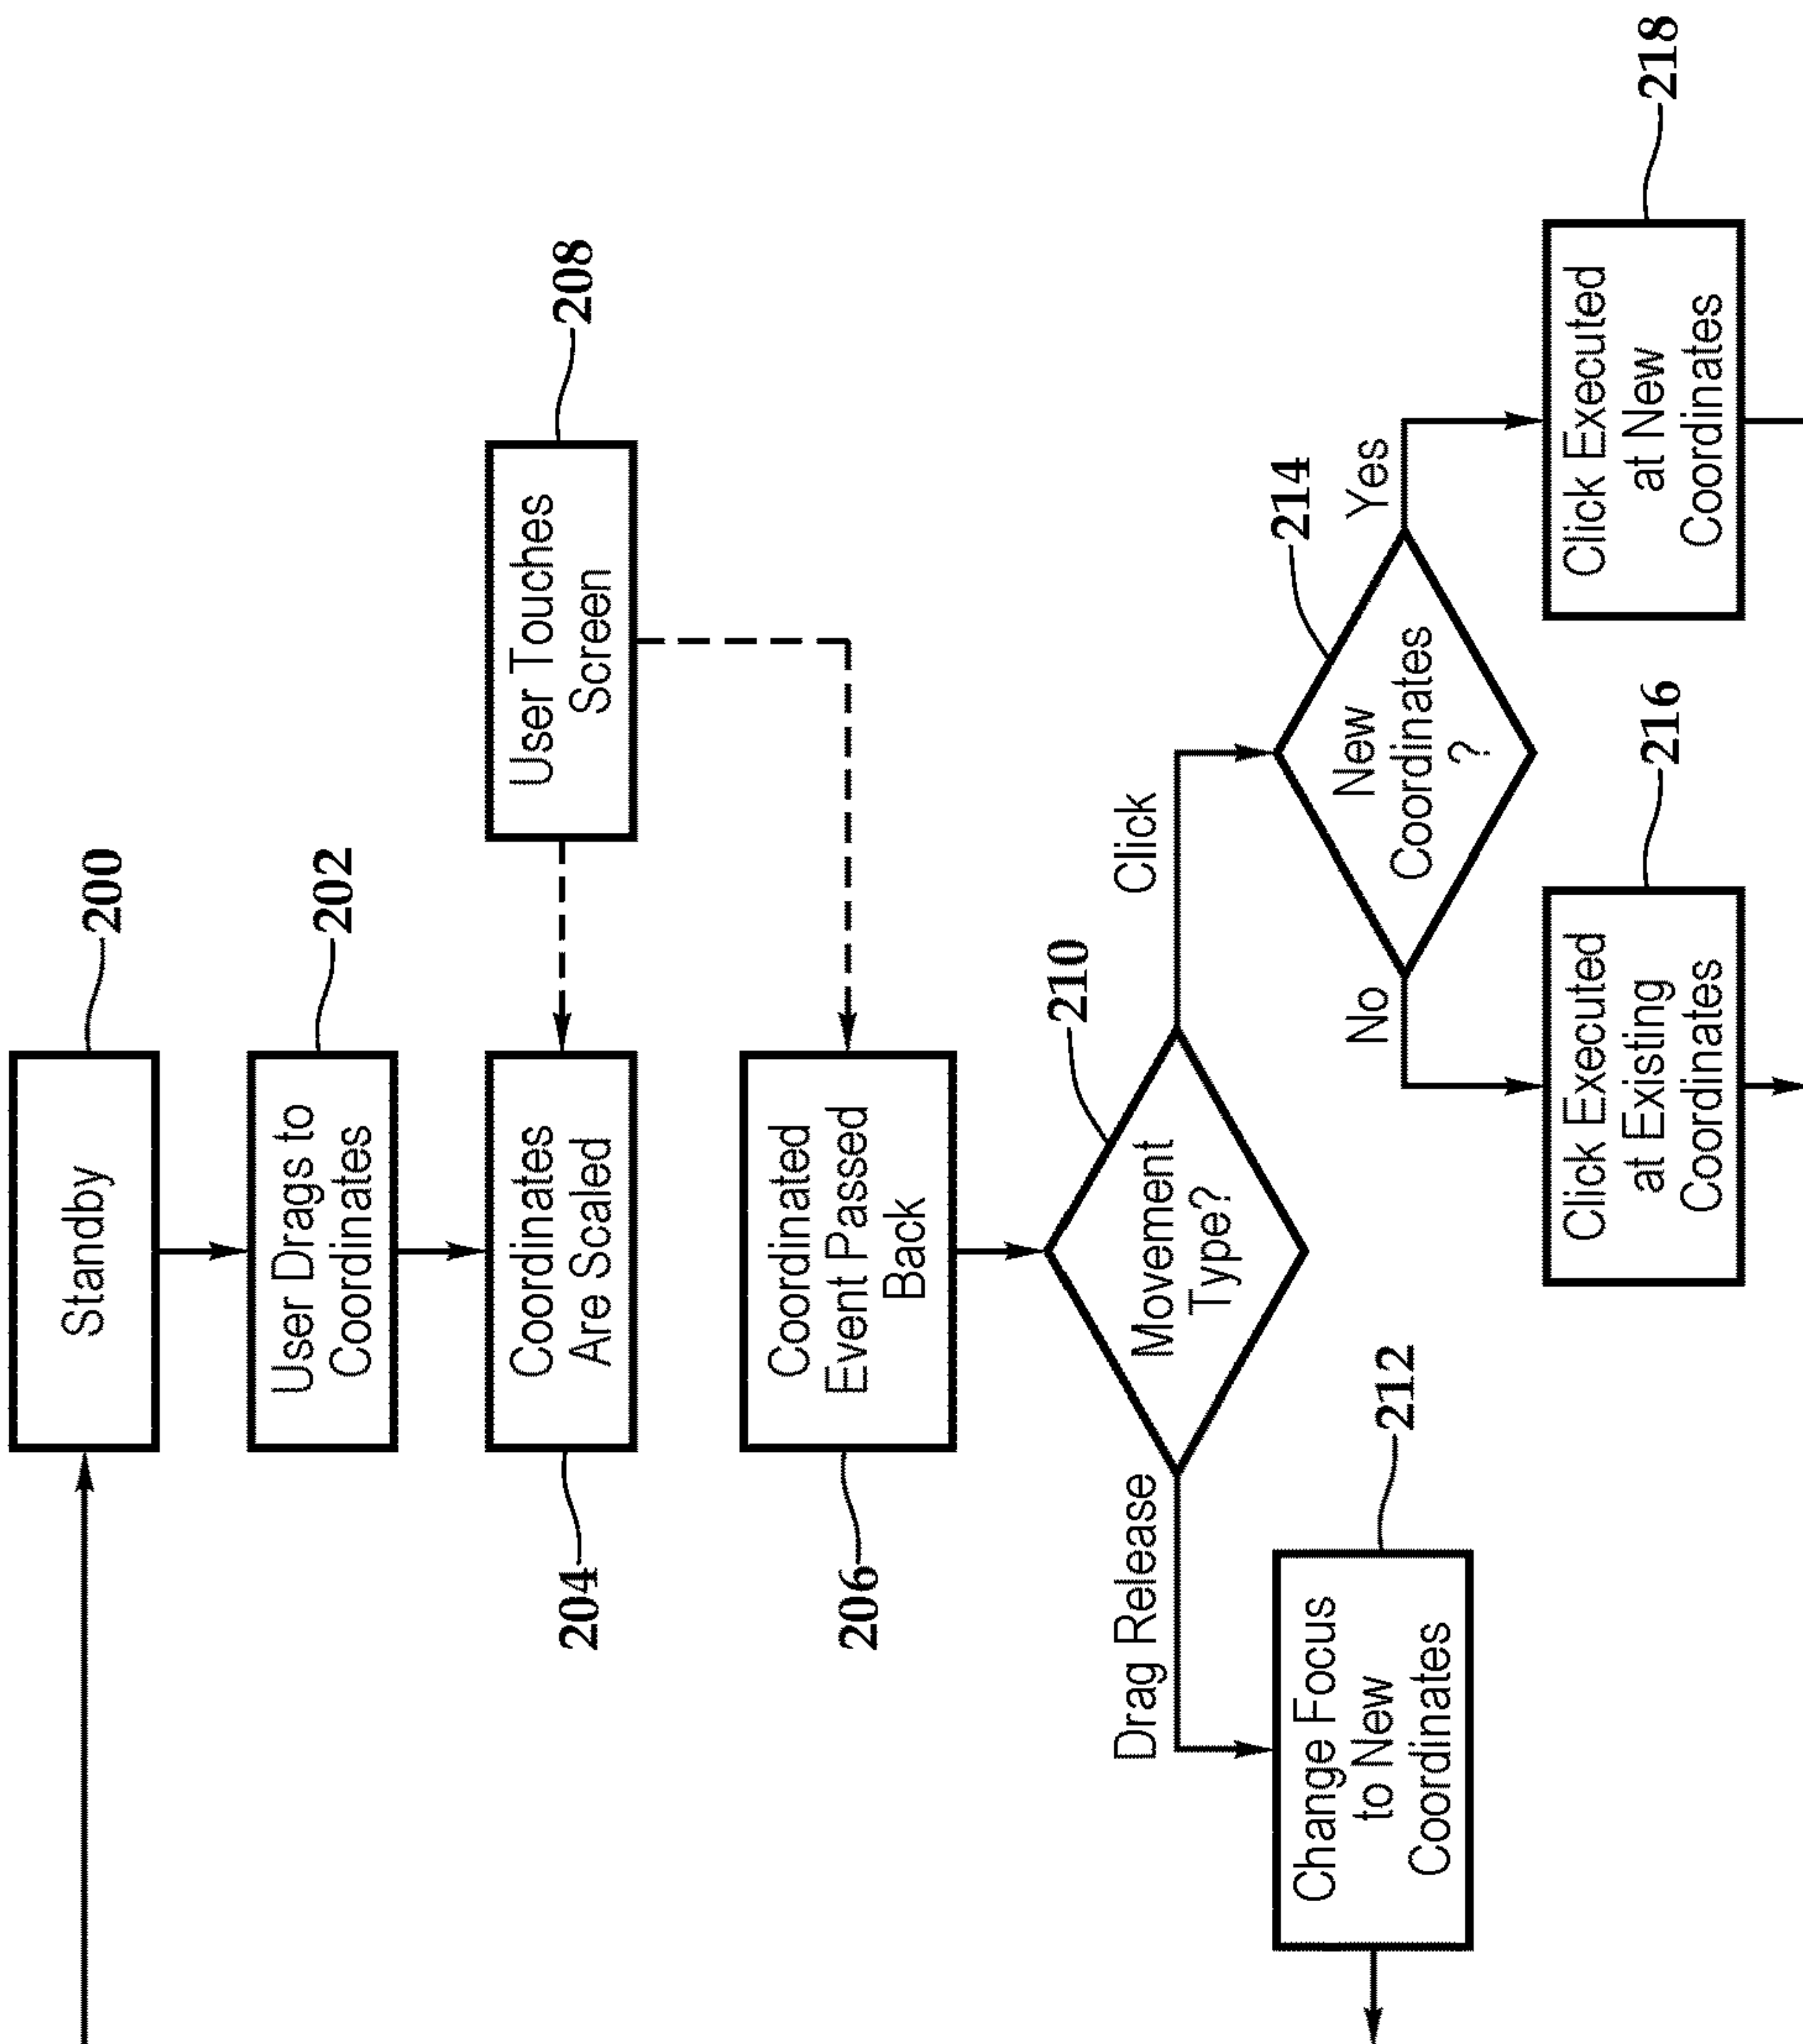 Standby
200
User Drags to
Coordinates
202
Coordinates
Are Scaled
204
User Touches
Screen
208
Coordinated
Event Passed
Back
206
Movement
Type?
210
Drag Release
Click
Change Focus
to New
Coordinates
212
New
Coordinates
?
214
No
Yes
Click Executed
at Existing
Coordinates
216
Click Executed
at New
Coordinates
218